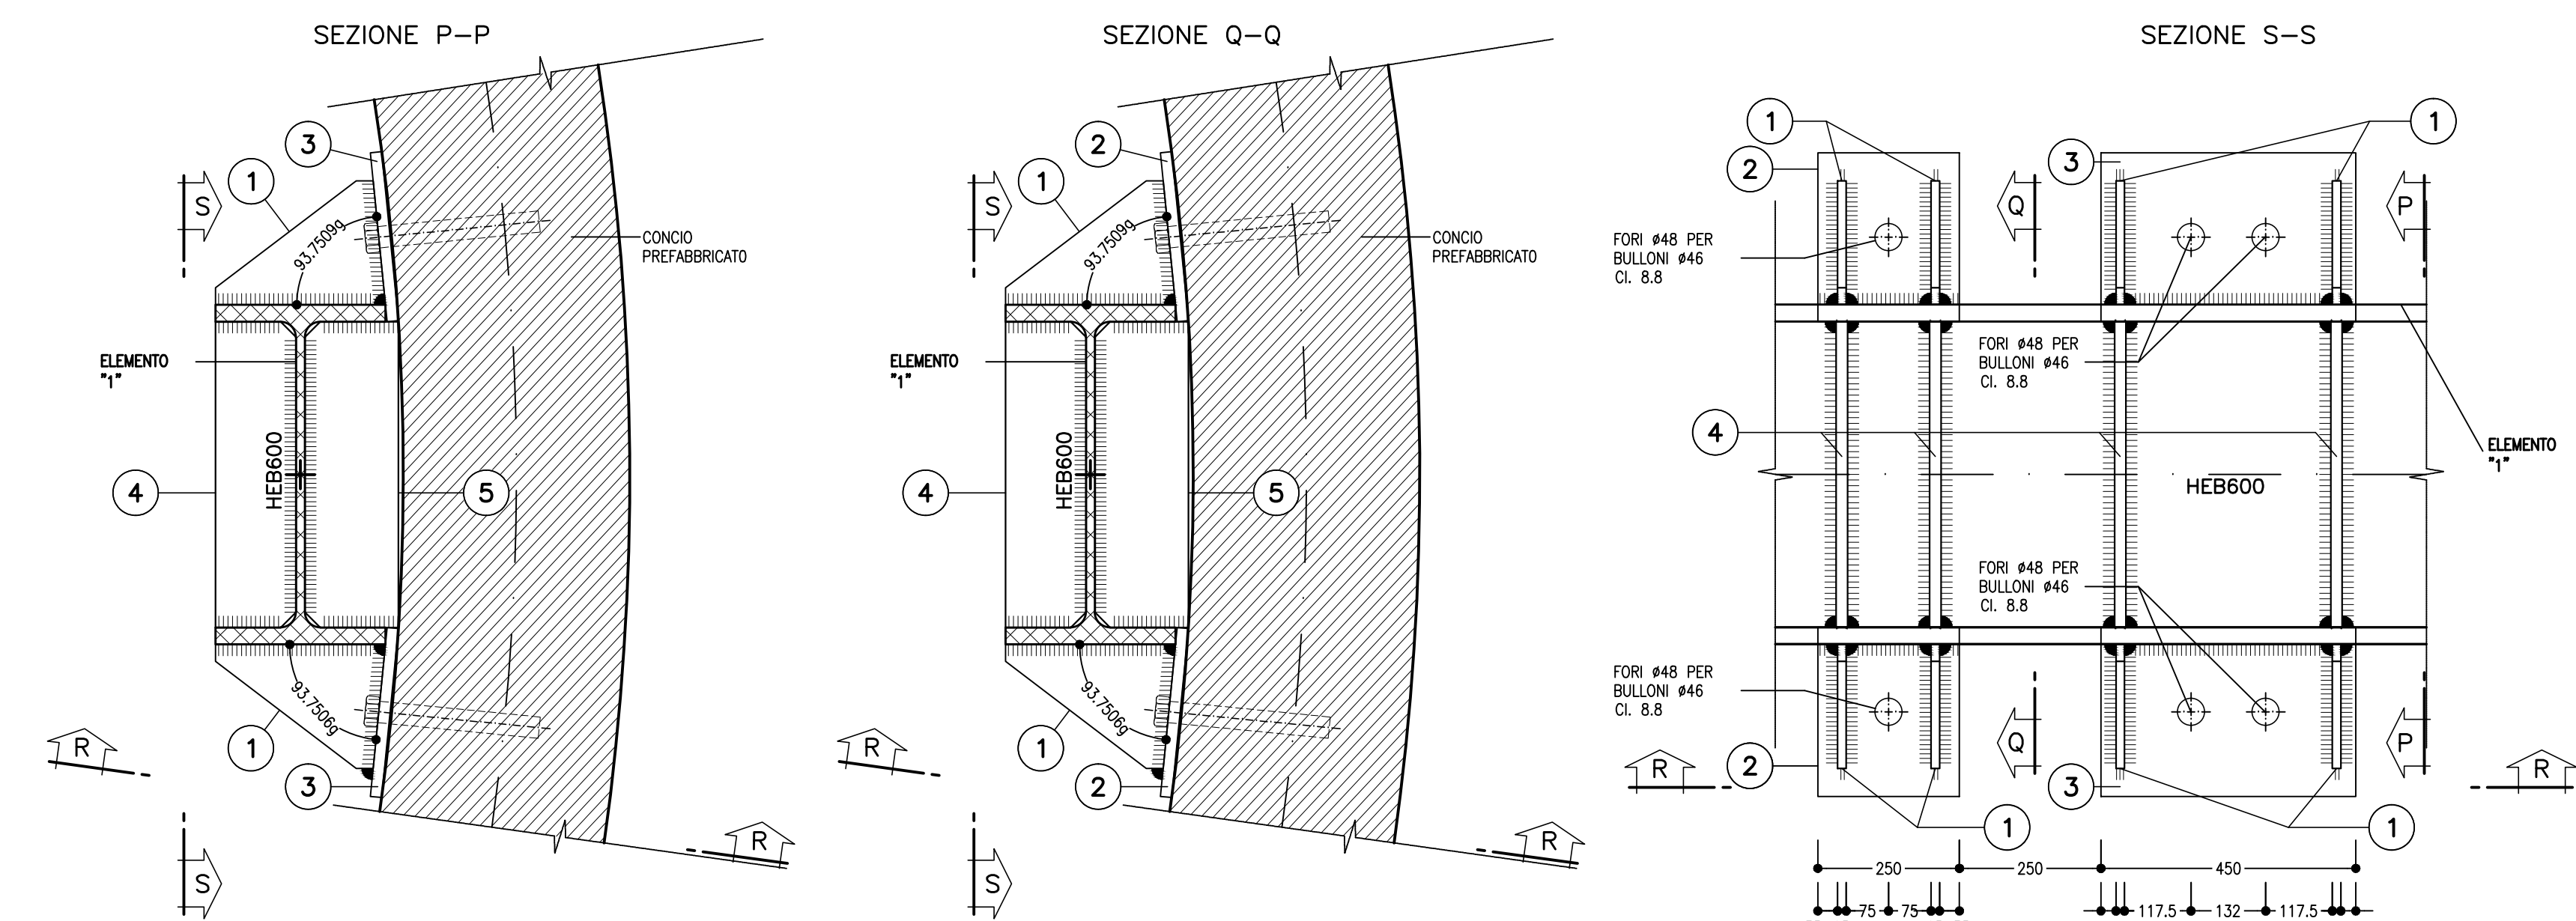 SEZIONE P-P
3
1
S
93.7509g
CONCIO
PREFABBRICATO
ELEMENTO
"1"
HEB600
4
5
93.7506g
1
3
R
R
S
SEZIONE Q-Q
2
1
S
93.7509g
CONCIO
PREFABBRICATO
ELEMENTO
"1"
HEB600
4
5
93.7506g
1
2
R
R
S
SEZIONE S-S
1
1
2
3
Q
P
FORI ø48 PER
BULLONI ø46
Cl. 8.8
FORI ø48 PER
BULLONI ø46
Cl. 8.8
4
ELEMENTO
"1"
HEB600
FORI ø48 PER
BULLONI ø46
Cl. 8.8
FORI ø48 PER
BULLONI ø46
Cl. 8.8
Q
P
R
2
3
R
1
1
250 250 450
75 75 117.5 132 117.5